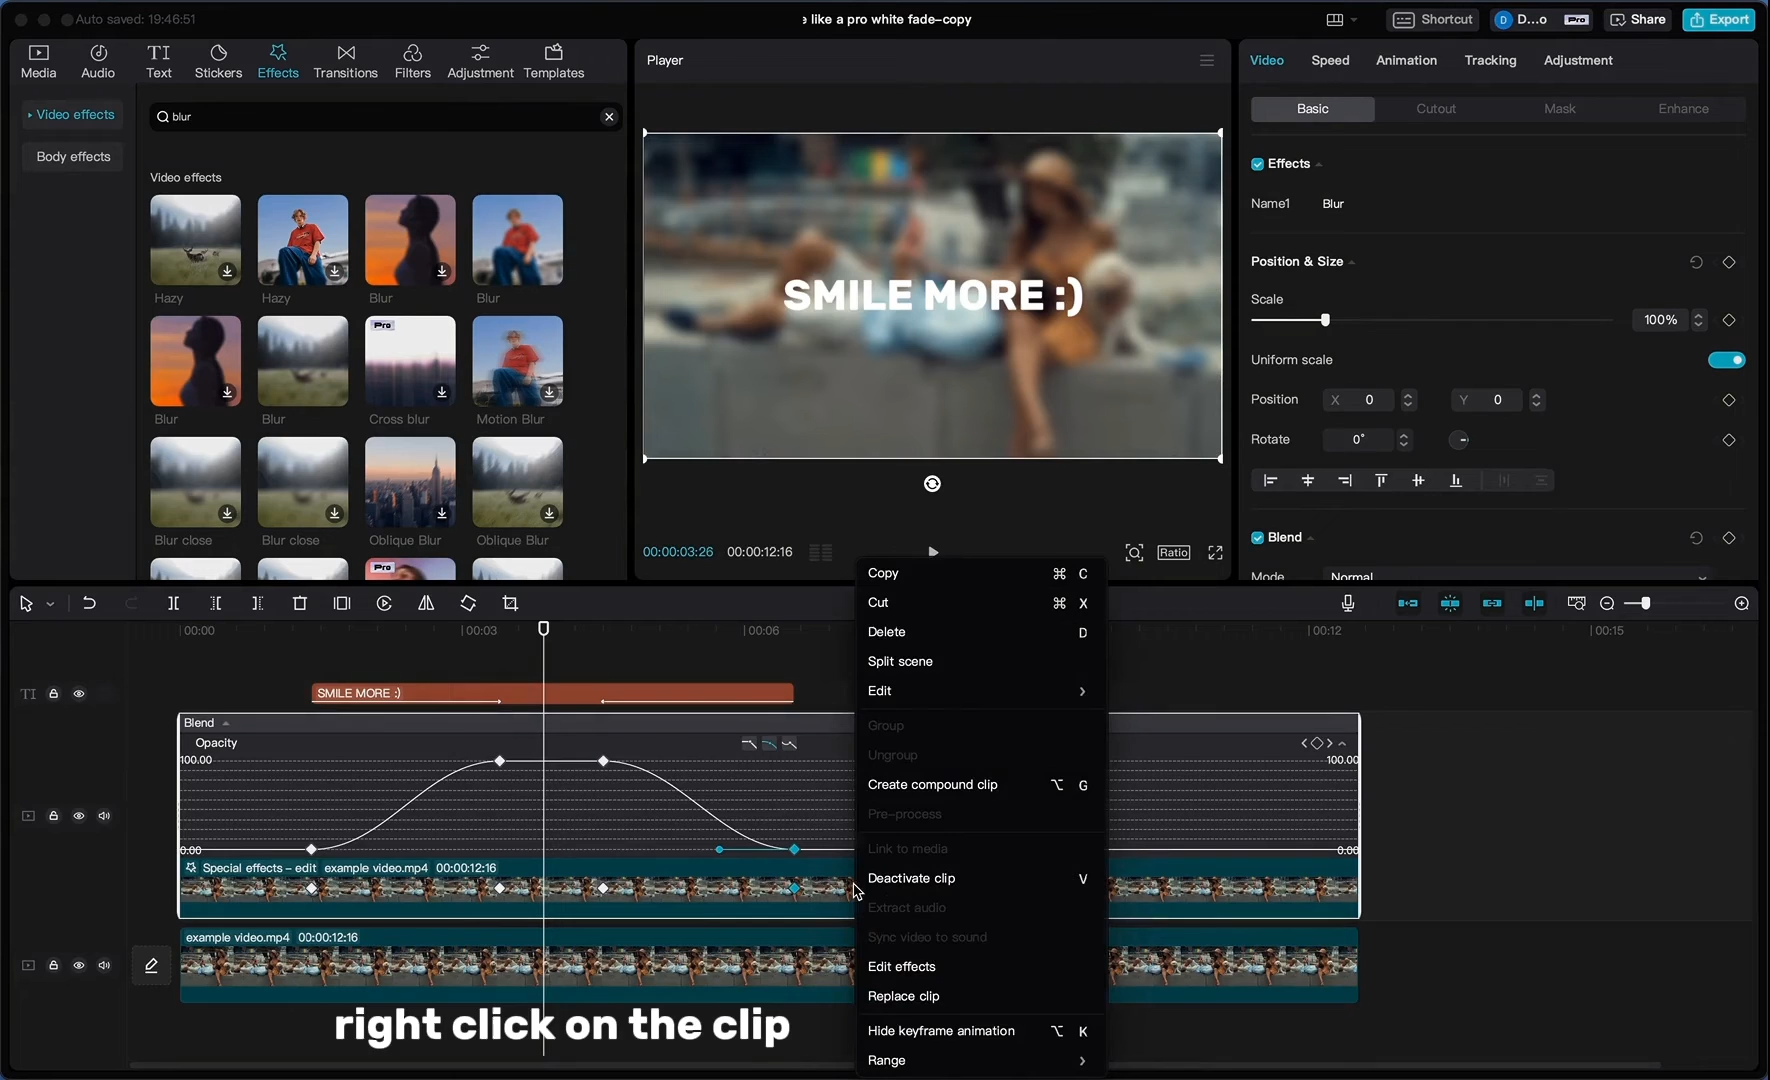 Auto saved: 19:46:51
e like a pro white fade-copy
Shortcut
D
D...o
Pro
Share
Export
Media
Audio
TI
Text
Stickers
Effects
Transitions
Filters
Adjustment
Templates
Video effects
Body effects
blur
Video effects
Hazy
Hazy
Blur
Blur
Pro
Blur
Blur
Cross blur
Motion Blur
Blur close
Blur close
Oblique Blur
Oblique Blur
Pro
Player
SMILE MORE :)
00:00:03:26
00:00:12:16
Ratio
Video
Speed
Animation
Tracking
Adjustment
Basic
Cutout
Mask
Enhance
Effects
Name1
Blur
Position & Size
Scale
100%
Uniform scale
Position
X
0
Y
0
Rotate
0°
Blend
Mode
Normal
00:00
00:03
00:06
00:12
00:15
TI
SMILE MORE :)
Blend
Opacity
100.00
100.00
0.00
0.00
Special effects – edit
example video.mp4
00:00:12:16
example video.mp4
00:00:12:16
Copy ⌘ C
Cut ⌘ X
Delete D
Split scene
Edit
Group
Ungroup
Create compound clip ⌥ G
Pre-process
Link to media
Deactivate clip V
Extract audio
Sync video to sound
Edit effects
Replace clip
Hide keyframe animation ⌥ K
Range
right click on the clip